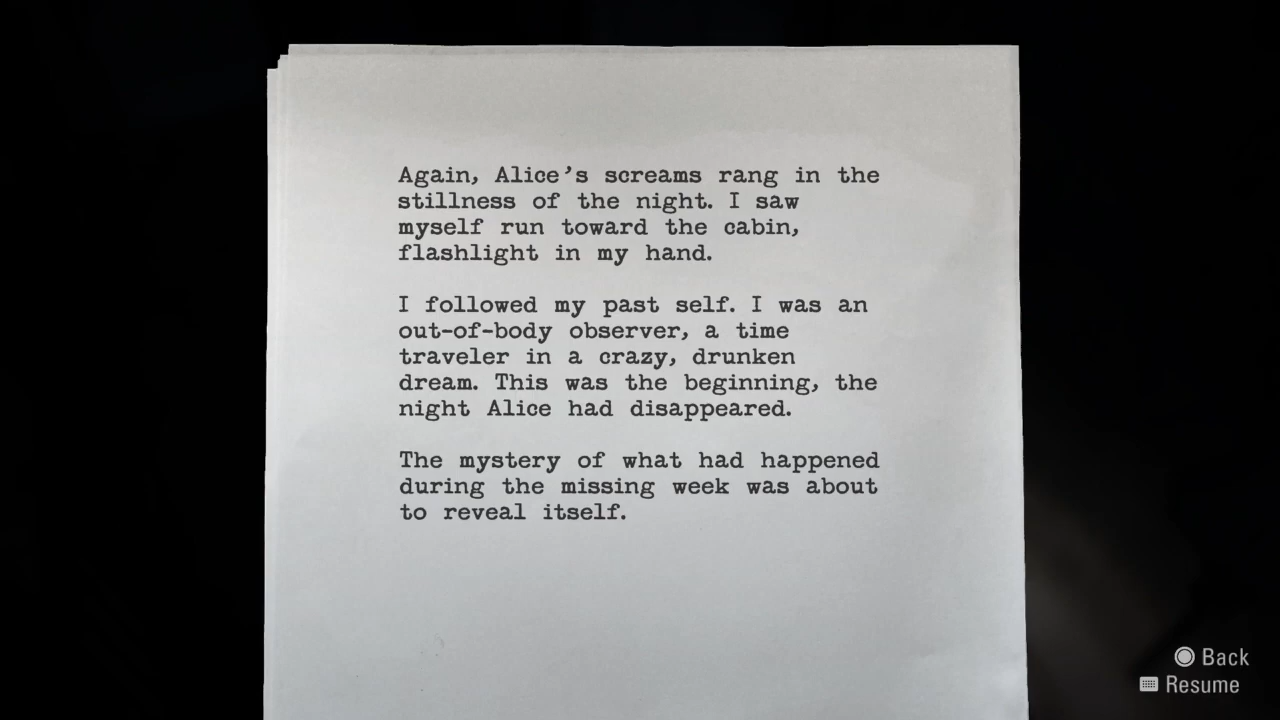 Again, Alice's screams rang in the
stillness of the night. I saw
myself run toward the cabin,
flashlight in my hand.
I followed my past self. I was an
out-of-body observer, a time
traveler in a crazy, drunken
dream. This was the beginning, the
night Alice had disappeared.
The mystery of what had happened
during the missing week was about
to reveal itself.
Back
Resume